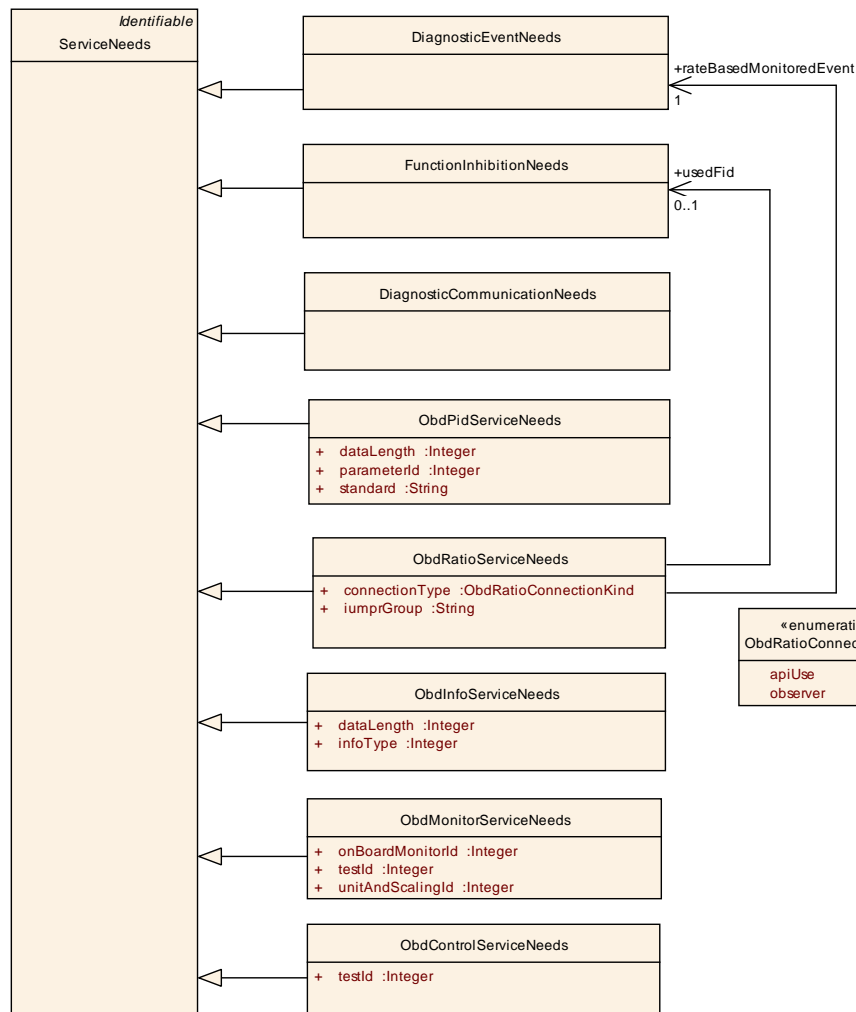 Identifiable
ServiceNeeds
DiagnosticEventNeeds
+rateBasedMonitoredEvent
1
FunctionInhibitionNeeds
+usedFid
0..1
DiagnosticCommunicationNeeds
ObdPidServiceNeeds
+ dataLength :Integer
+ parameterId :Integer
+ standard :String
ObdRatioServiceNeeds
+ connectionType :ObdRatioConnectionKind
+ iumprGroup :String
«enumerati
ObdRatioConnec
apiUse
observer
ObdInfoServiceNeeds
+ dataLength :Integer
+ infoType :Integer
ObdMonitorServiceNeeds
+ onBoardMonitorId :Integer
+ testId :Integer
+ unitAndScalingId :Integer
ObdControlServiceNeeds
+ testId :Integer